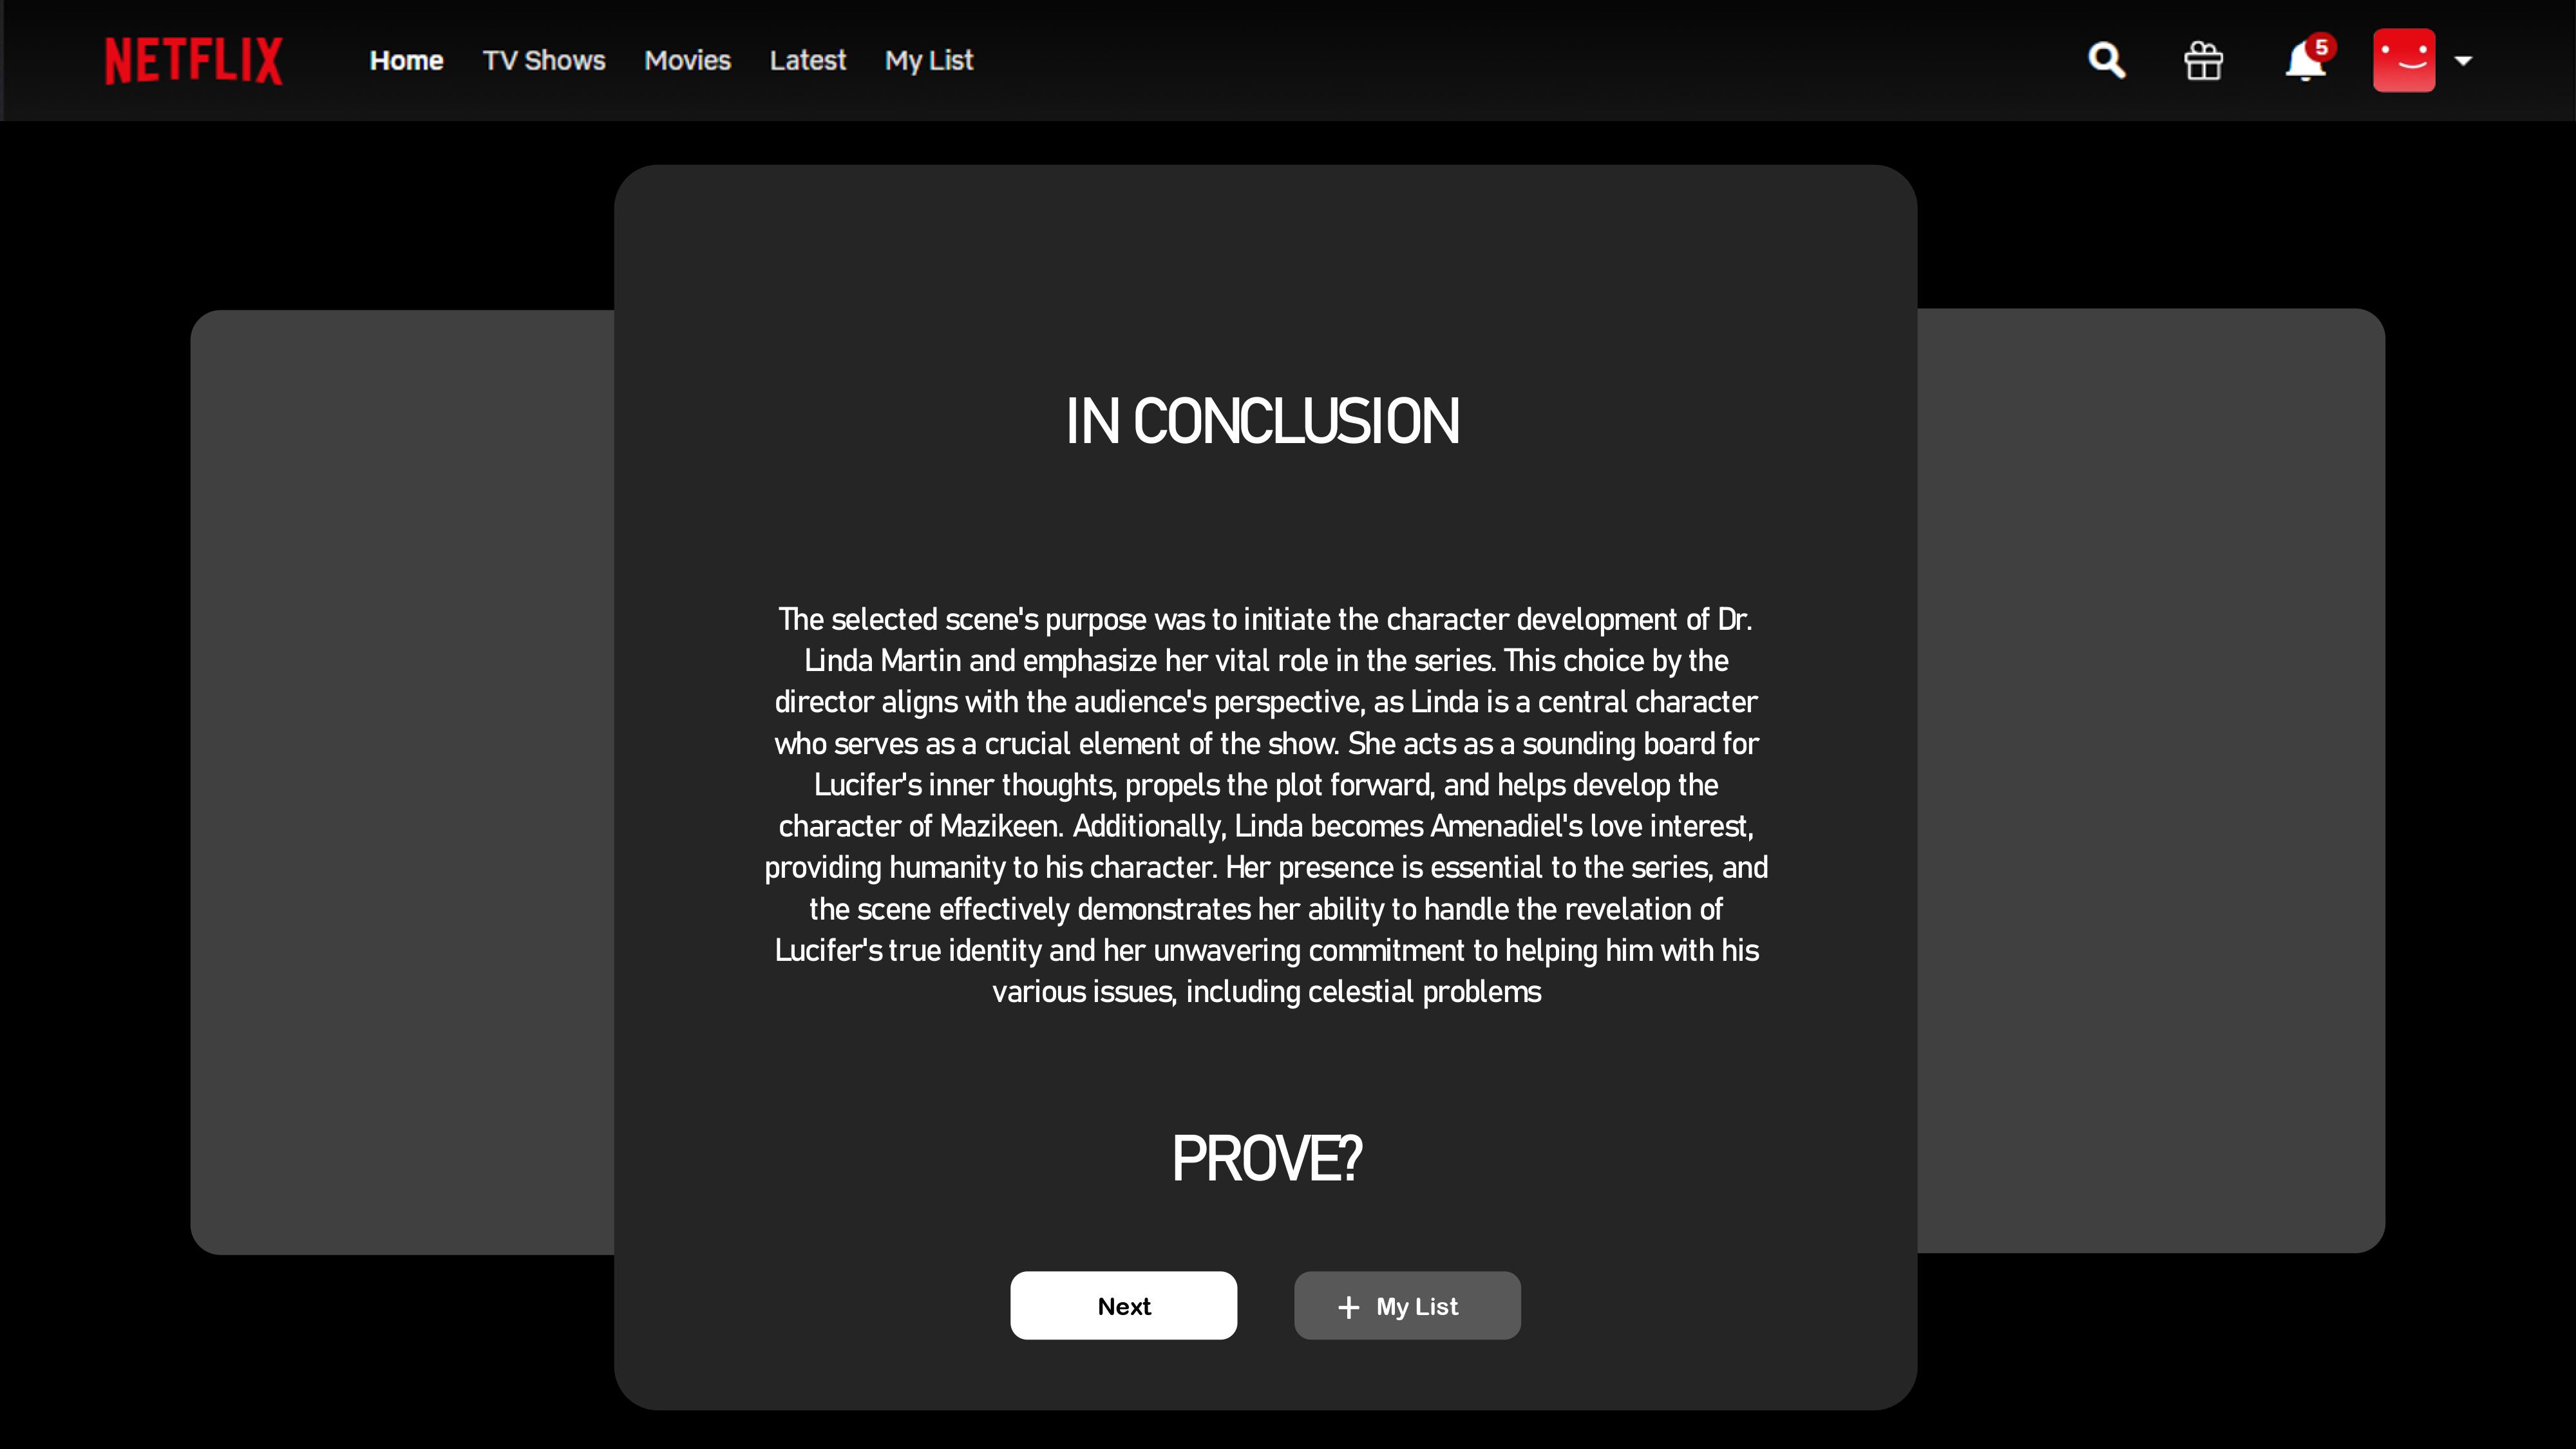 NETFLIX Home TV Shows Movies Latest My List 5
IN CONCLUSION
The selected scene's purpose was to initiate the character development of Dr.
Linda Martin and emphasize her vital role in the series. This choice by the
director aligns with the audience's perspective, as Linda is a central character
who serves as a crucial element of the show. She acts as a sounding board for
Lucifer's inner thoughts, propels the plot forward, and helps develop the
character of Mazikeen. Additionally, Linda becomes Amenadiel's love interest,
providing humanity to his character. Her presence is essential to the series, and
the scene effectively demonstrates her ability to handle the revelation of
Lucifer's true identity and her unwavering commitment to helping him with his
various issues, including celestial problems
PROVE?
Next + My List